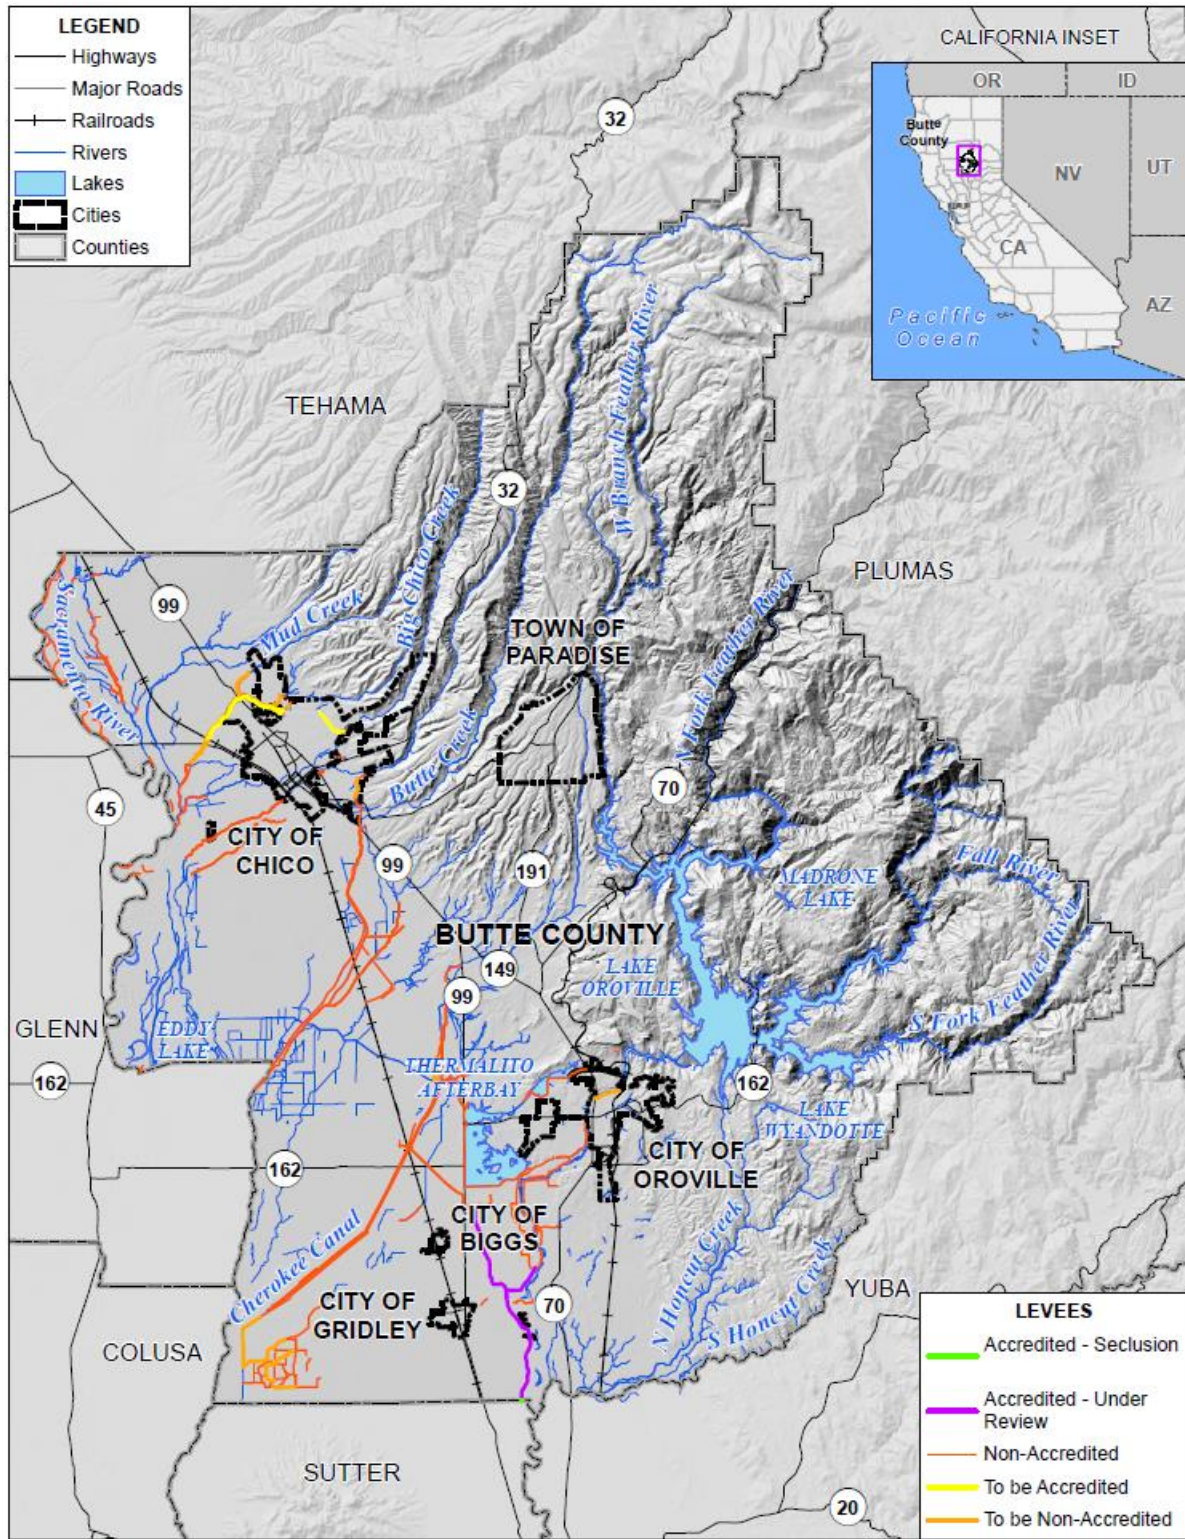 LEGEND
Highways
Major Roads
Railroads
Rivers
Lakes
Cities
Counties
CALIFORNIA INSET
OR
ID
Butte
County
NV
UT
CA
AZ
Pacific
Ocean
32
TEHAMA
W Branch Feather River
32
Big Chico Creek
PLUMAS
99
Mud Creek
Sacramento River
TOWN OF
PARADISE
N Fork Feather River
Butte Creek
70
45
CITY OF
CHICO
99
191
MADRONE
LAKE
Fall River
BUTTE COUNTY
149
LAKE
OROVILLE
99
S Fork Feather River
GLENN
EDDY
LAKE
THERMALITO
AFTERBAY
162
162
LAKE
WYANDOTTE
162
CITY OF
OROVILLE
CITY OF
BIGGS
Cherokee Canal
N Honcut Creek
S Honcut Creek
YUBA
CITY OF
GRIDLEY
70
COLUSA
SUTTER
20
LEVEES
Accredited - Seclusion
Accredited - Under
Review
Non-Accredited
To be Accredited
To be Non-Accredited